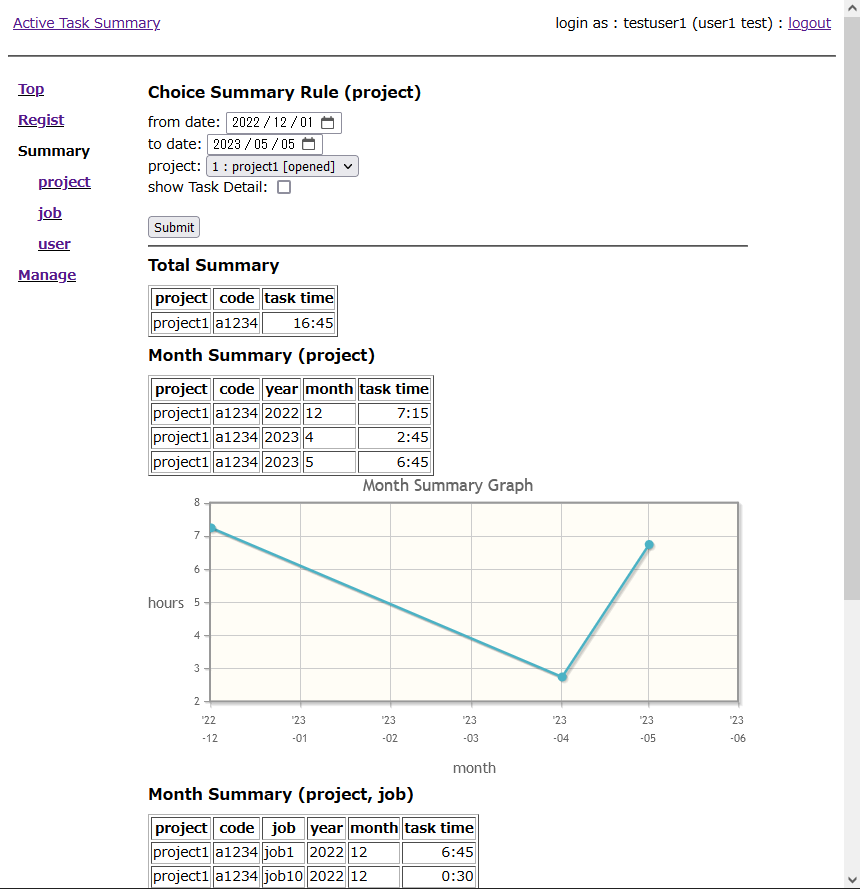 Active Task Summary
login as : testuser1 (user1 test) : logout
Top
Regist
Summary
project
job
user
Manage
Choice Summary Rule (project)
from date: 2022 / 12 / 01
to date: 2023 / 05 / 05
project: 1 : project1 [opened]
show Task Detail:
Submit
Total Summary
project code task time
project1 a1234 16:45
Month Summary (project)
project code year month task time
project1 a1234 2022 12 7:15
project1 a1234 2023 4 2:45
project1 a1234 2023 5 6:45
Month Summary Graph
8
7
6
hours 5
4
3
2
'22 '23 '23 '23 '23 '23 '23
-12 -01 -02 -03 -04 -05 -06
month
Month Summary (project, job)
project code job year month task time
project1 a1234 job1 2022 12 6:45
project1 a1234 job10 2022 12 0:30